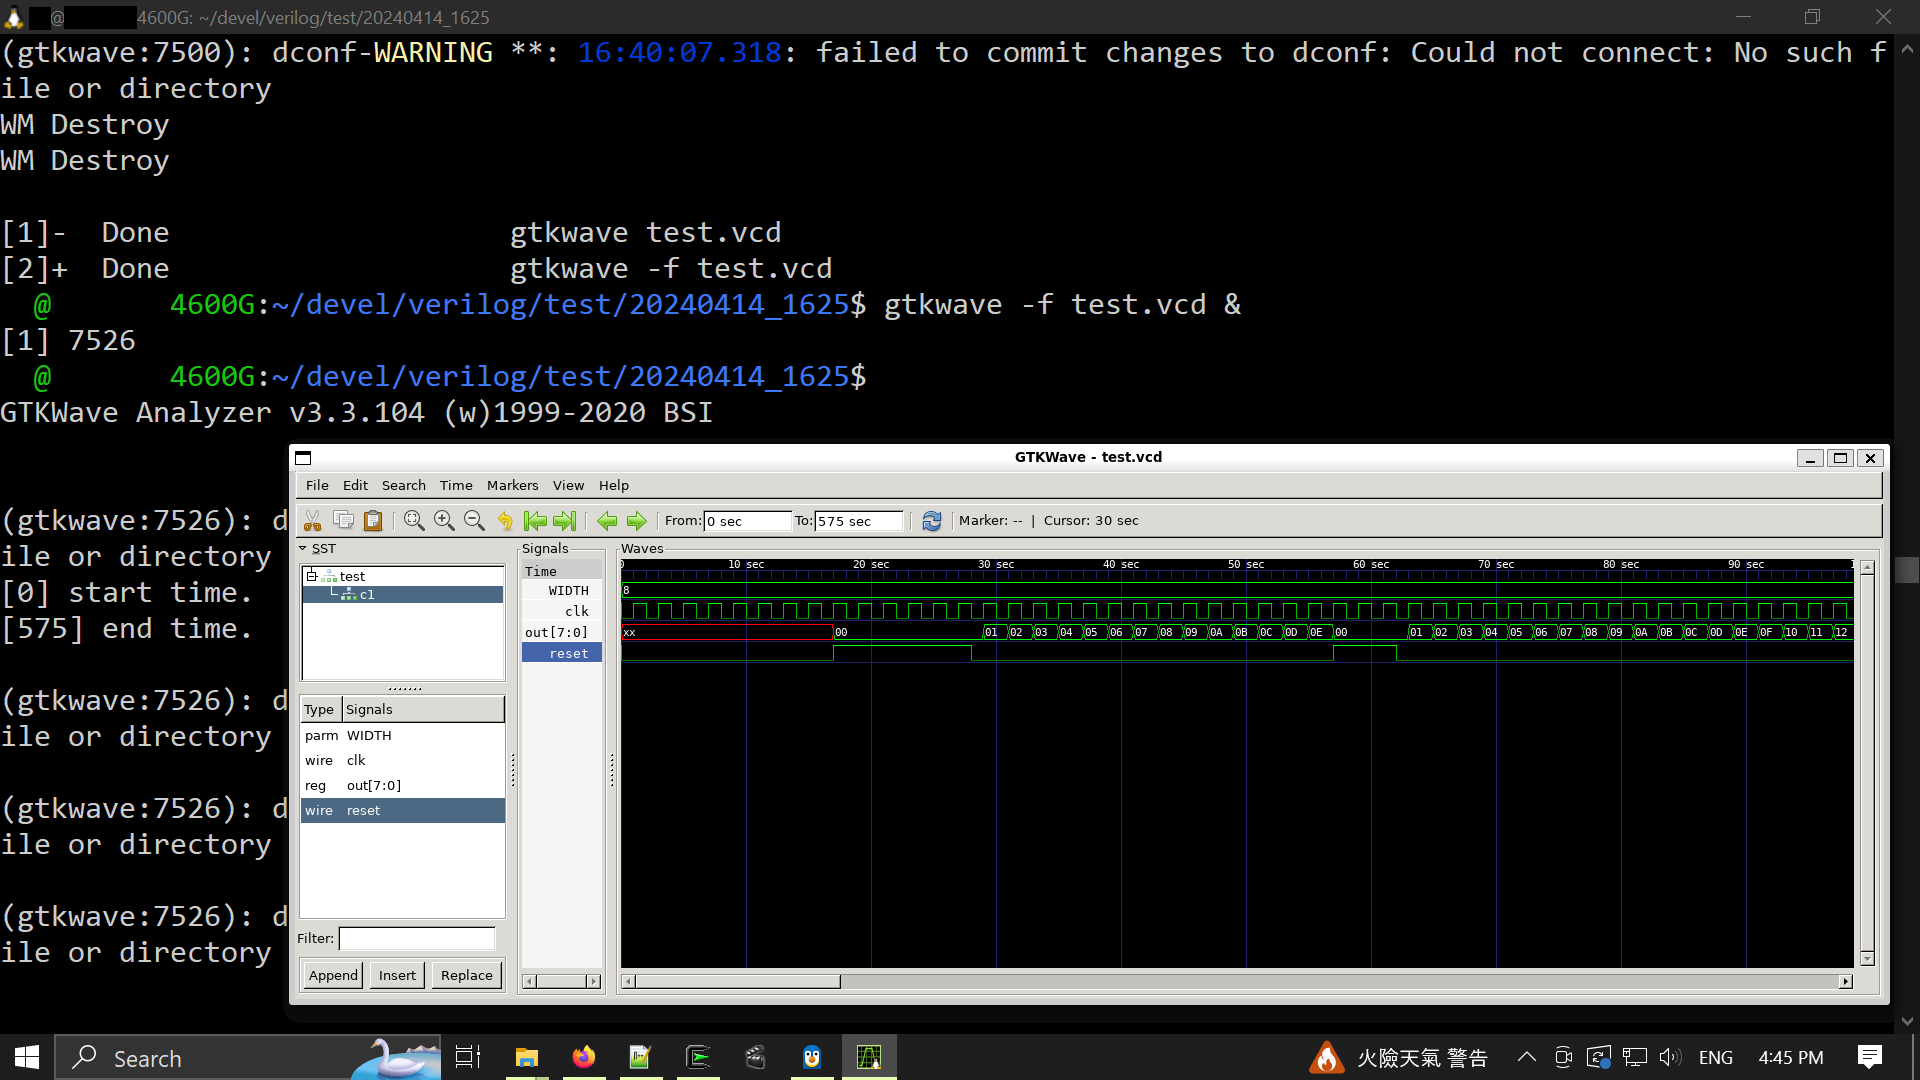 @ 4600G: ~/devel/verilog/test/20240414_1625
(gtkwave:7500): dconf-WARNING **: 16:40:07.318: failed to commit changes to dconf: Could not connect: No such f
ile or directory
WM Destroy
WM Destroy
[1]- Done gtkwave test.vcd
[2]+ Done gtkwave -f test.vcd
@ 4600G:~/devel/verilog/test/20240414_1625$ gtkwave -f test.vcd &
[1] 7526
@ 4600G:~/devel/verilog/test/20240414_1625$
GTKWave Analyzer v3.3.104 (w)1999-2020 BSI
(gtkwave:7526): d
ile or directory
[0] start time.
[575] end time.
(gtkwave:7526): d
ile or directory
(gtkwave:7526): d
ile or directory
(gtkwave:7526): d
ile or directory
GTKWave - test.vcd
File Edit Search Time Markers View Help
From: 0 sec To: 575 sec Marker: -- | Cursor: 30 sec
SST
test
c1
Type Signals
parm WIDTH
wire clk
reg out[7:0]
wire reset
Filter:
Append Insert Replace
Signals
Time
WIDTH
clk
out[7:0]
reset
Waves
0 10 sec 20 sec 30 sec 40 sec 50 sec 60 sec 70 sec 80 sec 90 sec 1
8
xx 00 01 02 03 04 05 06 07 08 09 0A 0B 0C 0D 0E 00 01 02 03 04 05 06 07 08 09 0A 0B 0C 0D 0E 0F 10 11 12
Search 火險天氣 警告 ENG 4:45 PM